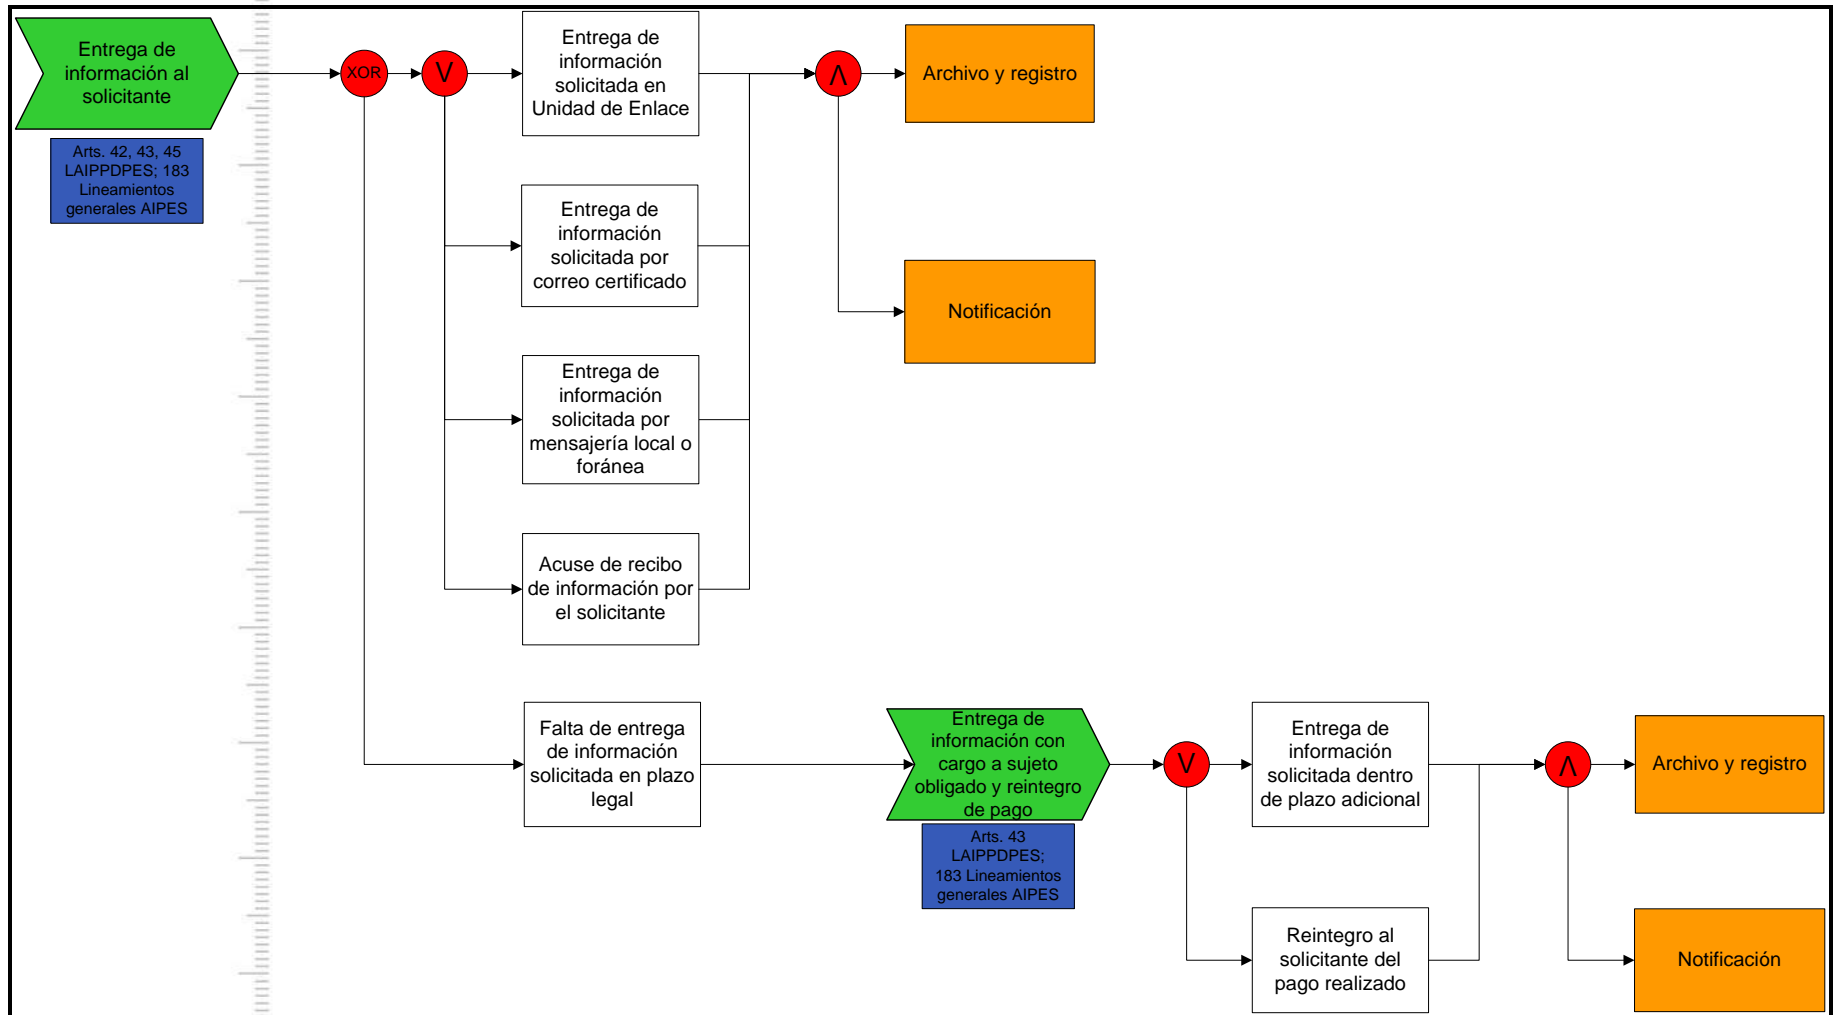 Entrega de
información al
solicitante
Arts. 42, 43, 45
LAIPPDPES; 183
Lineamientos
generales AIPES
XOR
V
Entrega de
información
solicitada en
Unidad de Enlace
Λ
Archivo y registro
Entrega de
información
solicitada por
correo certificado
Notificación
Entrega de
información
solicitada por
mensajería local o
foránea
Acuse de recibo
de información por
el solicitante
Falta de entrega
de información
solicitada en plazo
legal
Entrega de
información con
cargo a sujeto
obligado y reintegro
de pago
Arts. 43
LAIPPDPES;
183 Lineamientos
generales AIPES
V
Entrega de
información
solicitada dentro
de plazo adicional
Λ
Archivo y registro
Reintegro al
solicitante del
pago realizado
Notificación